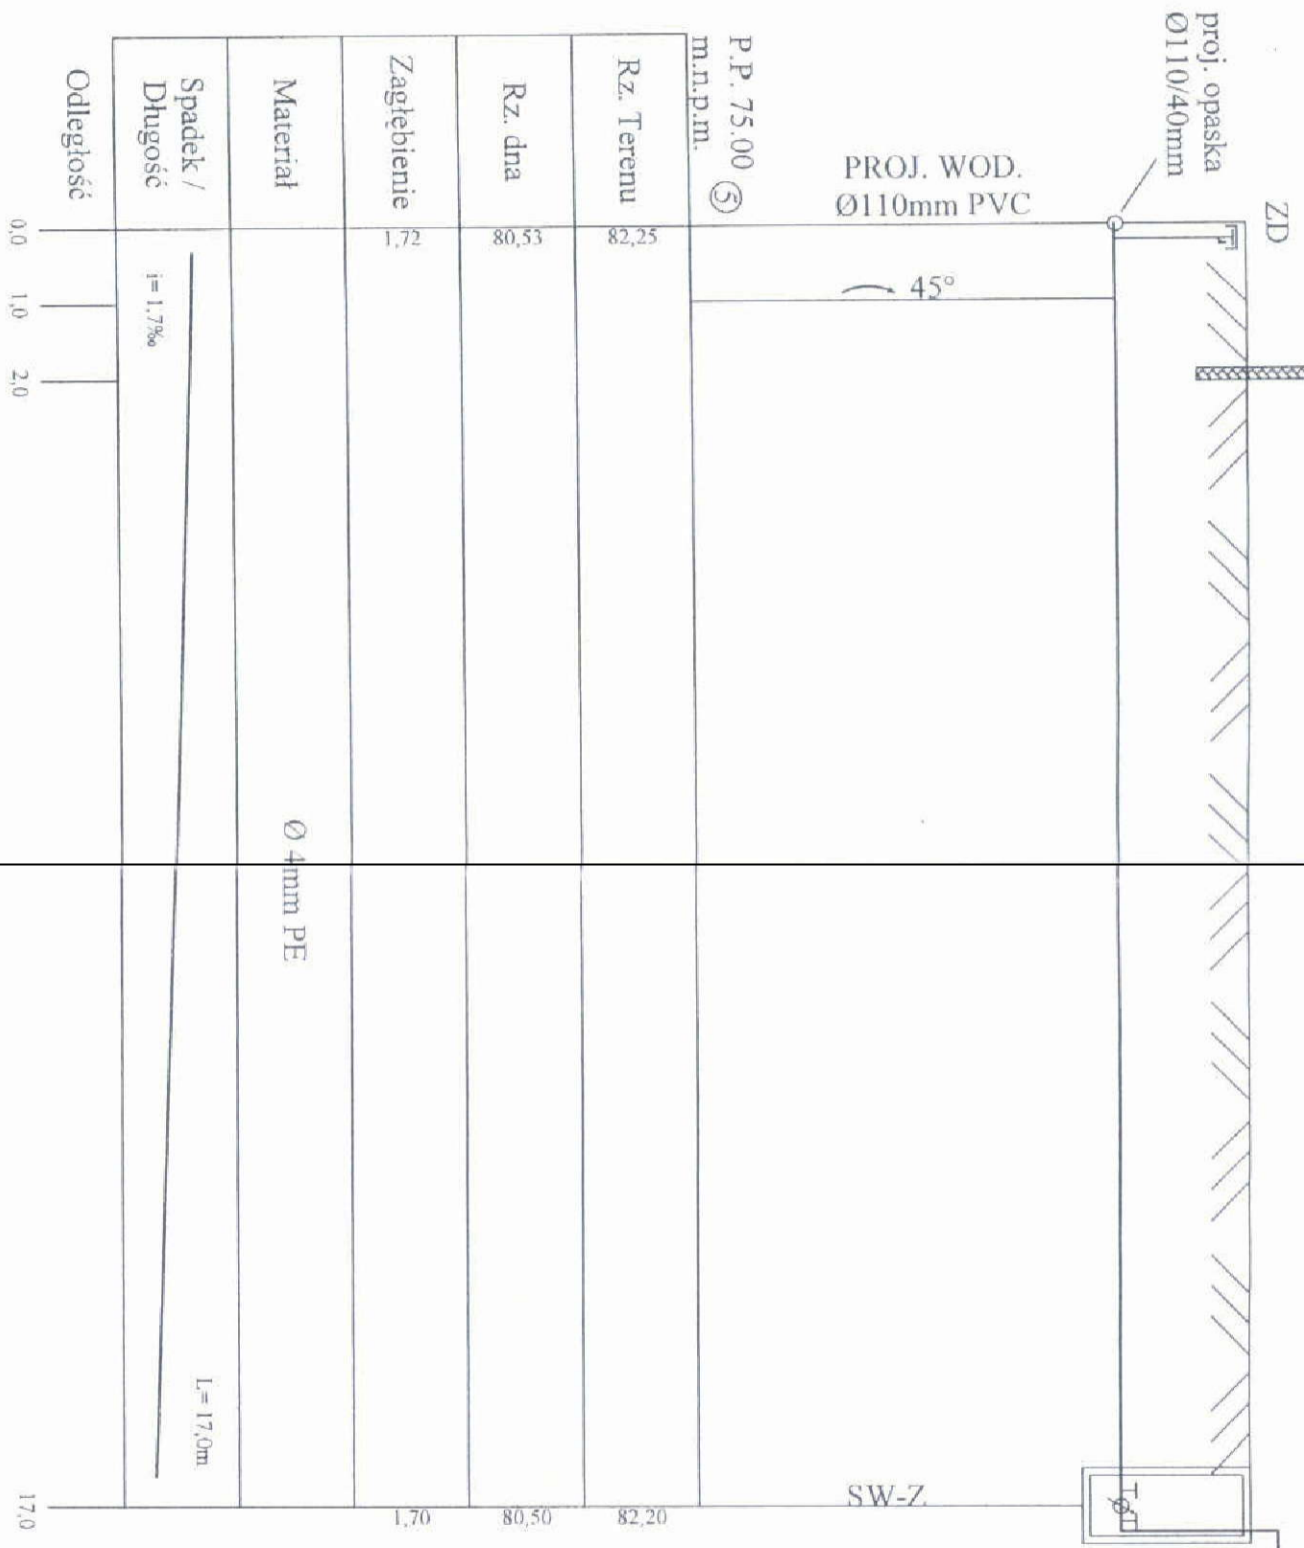 ZD
proj. opaska
Ø110/40mm
PROJ. WOD.
Ø110mm PVC
45°
SW-Z
P.P. 75.00
m.n.p.m.
5
Rz. Terenu
82,25
82,20
Rz. dna
80,53
80,50
Zagłębienie
1,72
1,70
Materiał
Ø 4mm PE
Spadek /
Długość
i= 1,7‰
L= 17,0m
Odległość
0,0
1,0
2,0
17,0